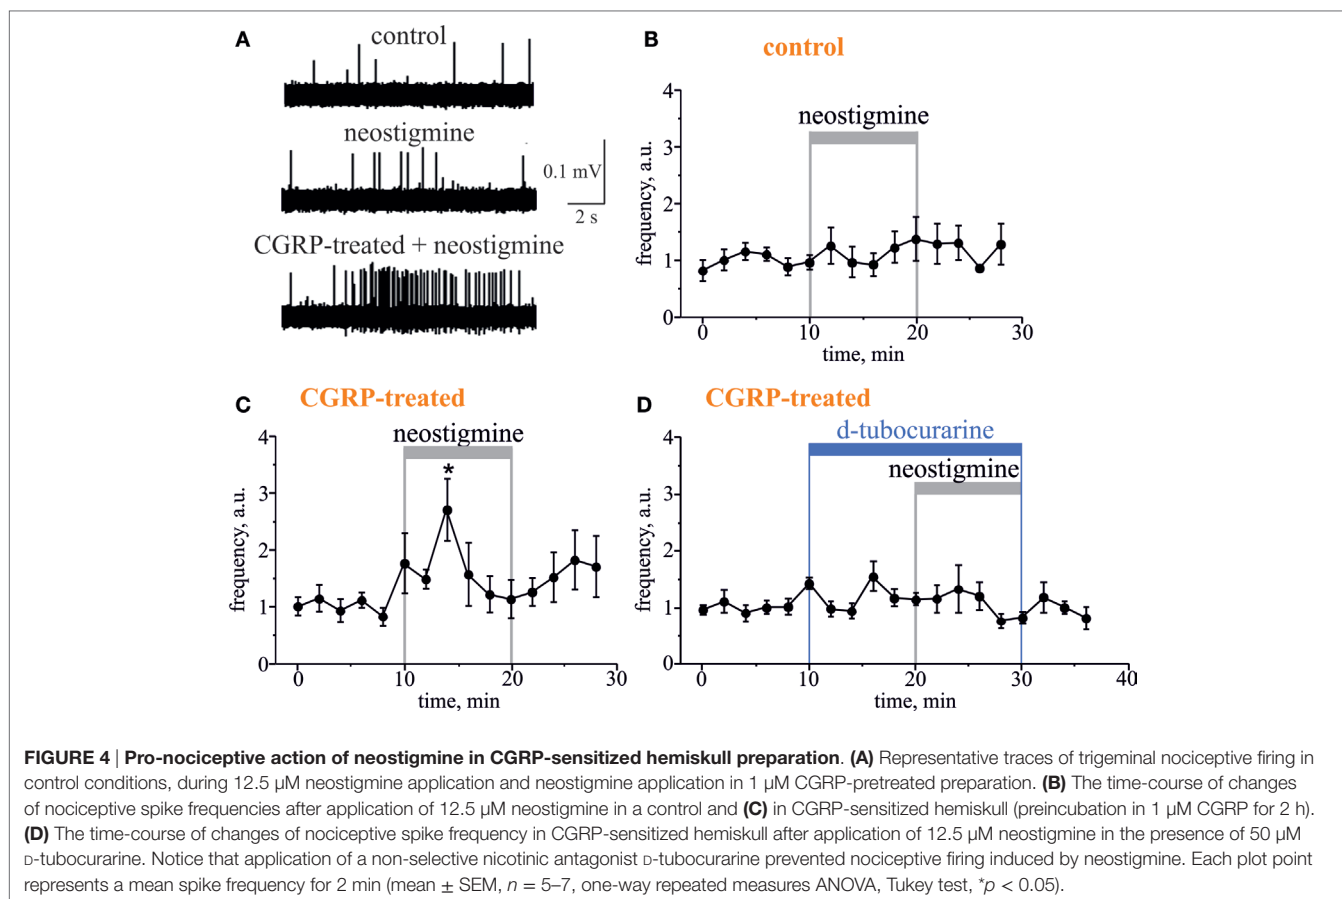 A
control
neostigmine
0.1 mV
2 s
CGRP-treated + neostigmine
B
control
neostigmine
frequency, a.u.
4
3
2
1
0
0 10 20 30
time, min
C
CGRP-treated
neostigmine
*
frequency, a.u.
4
3
2
1
0
0 10 20 30
time, min
D
CGRP-treated
d-tubocurarine
neostigmine
frequency, a.u.
4
3
2
1
0
0 10 20 30 40
time, min
FIGURE 4 | Pro-nociceptive action of neostigmine in CGRP-sensitized hemiskull preparation. (A) Representative traces of trigeminal nociceptive firing in
control conditions, during 12.5 µM neostigmine application and neostigmine application in 1 µM CGRP-pretreated preparation. (B) The time-course of changes
of nociceptive spike frequencies after application of 12.5 µM neostigmine in a control and (C) in CGRP-sensitized hemiskull (preincubation in 1 µM CGRP for 2 h).
(D) The time-course of changes of nociceptive spike frequency in CGRP-sensitized hemiskull after application of 12.5 µM neostigmine in the presence of 50 µM
D-tubocurarine. Notice that application of a non-selective nicotinic antagonist D-tubocurarine prevented nociceptive firing induced by neostigmine. Each plot point
represents a mean spike frequency for 2 min (mean ± SEM, n = 5–7, one-way repeated measures ANOVA, Tukey test, *p < 0.05).